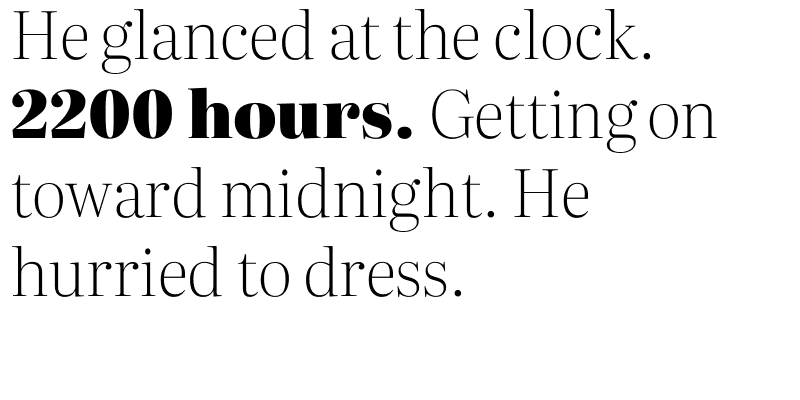 He glanced at the clock.
2200 hours. Getting on
toward midnight. He
hurried to dress.